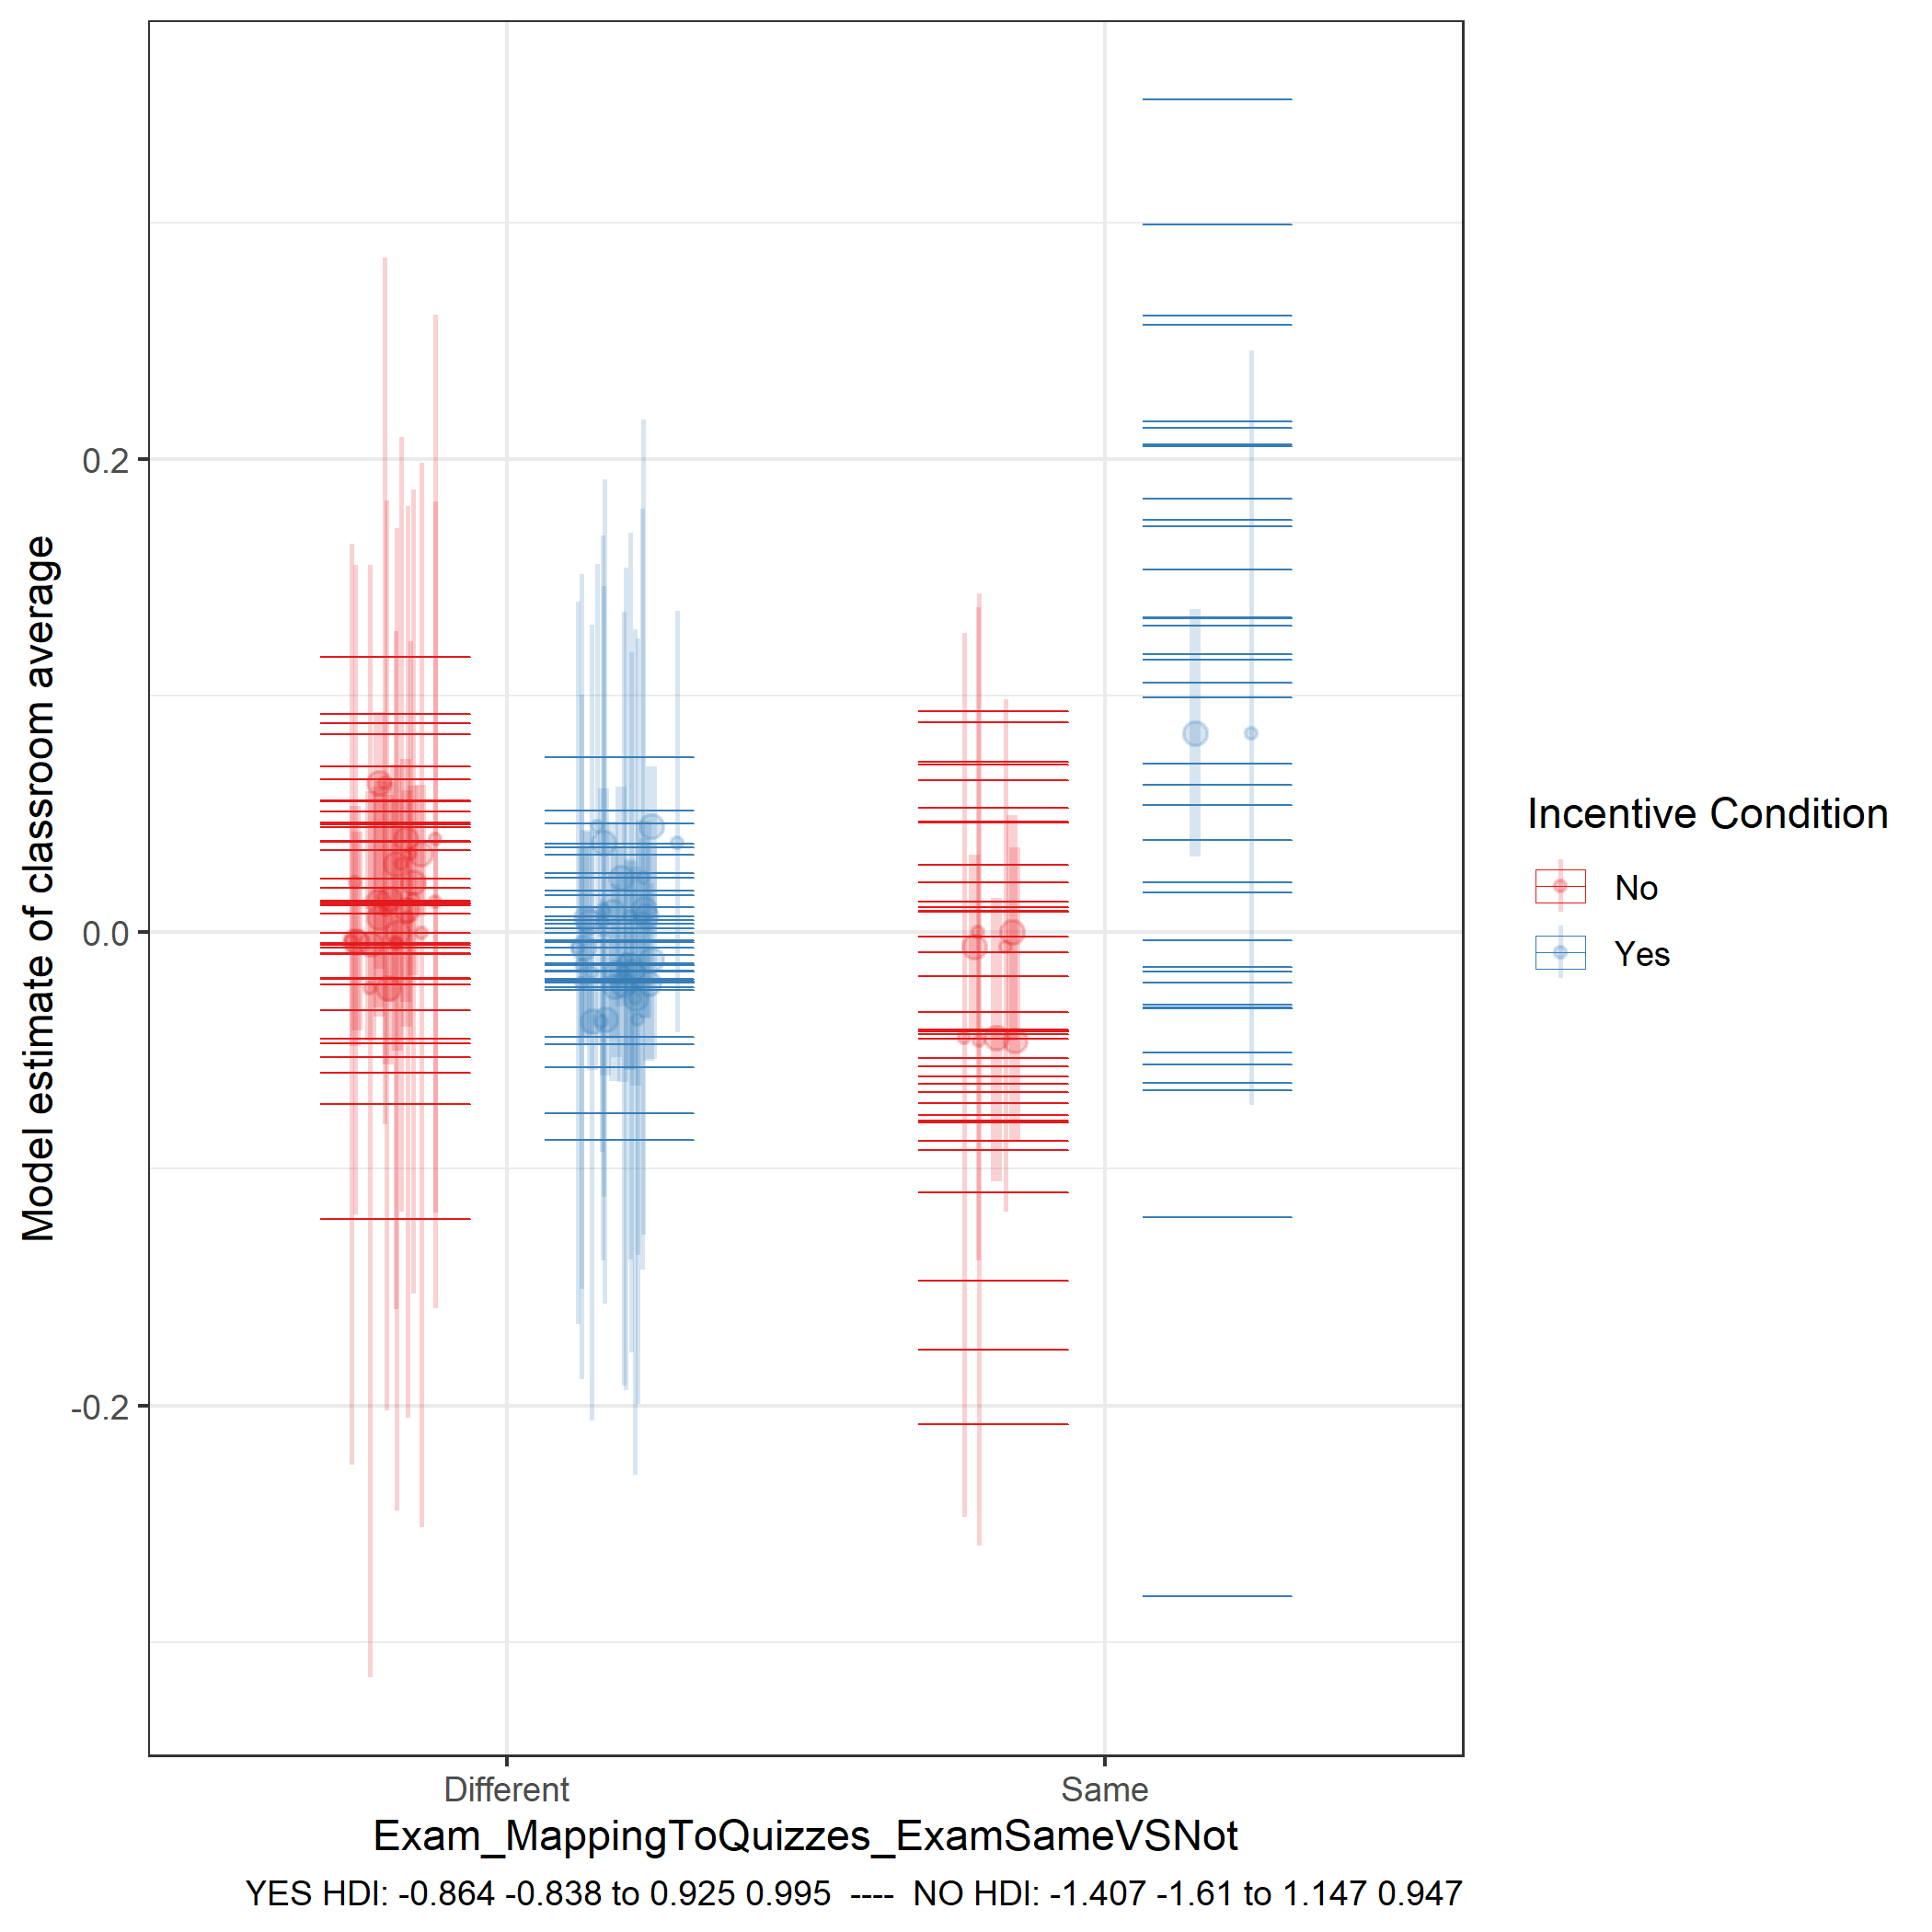 Model estimate of classroom average
0.2
0.0
-0.2
Different
Same
Exam_MappingToQuizzes_ExamSameVSNot
YES HDI: -0.864 -0.838 to 0.925 0.995 ---- NO HDI: -1.407 -1.61 to 1.147 0.947
Incentive Condition
No
Yes